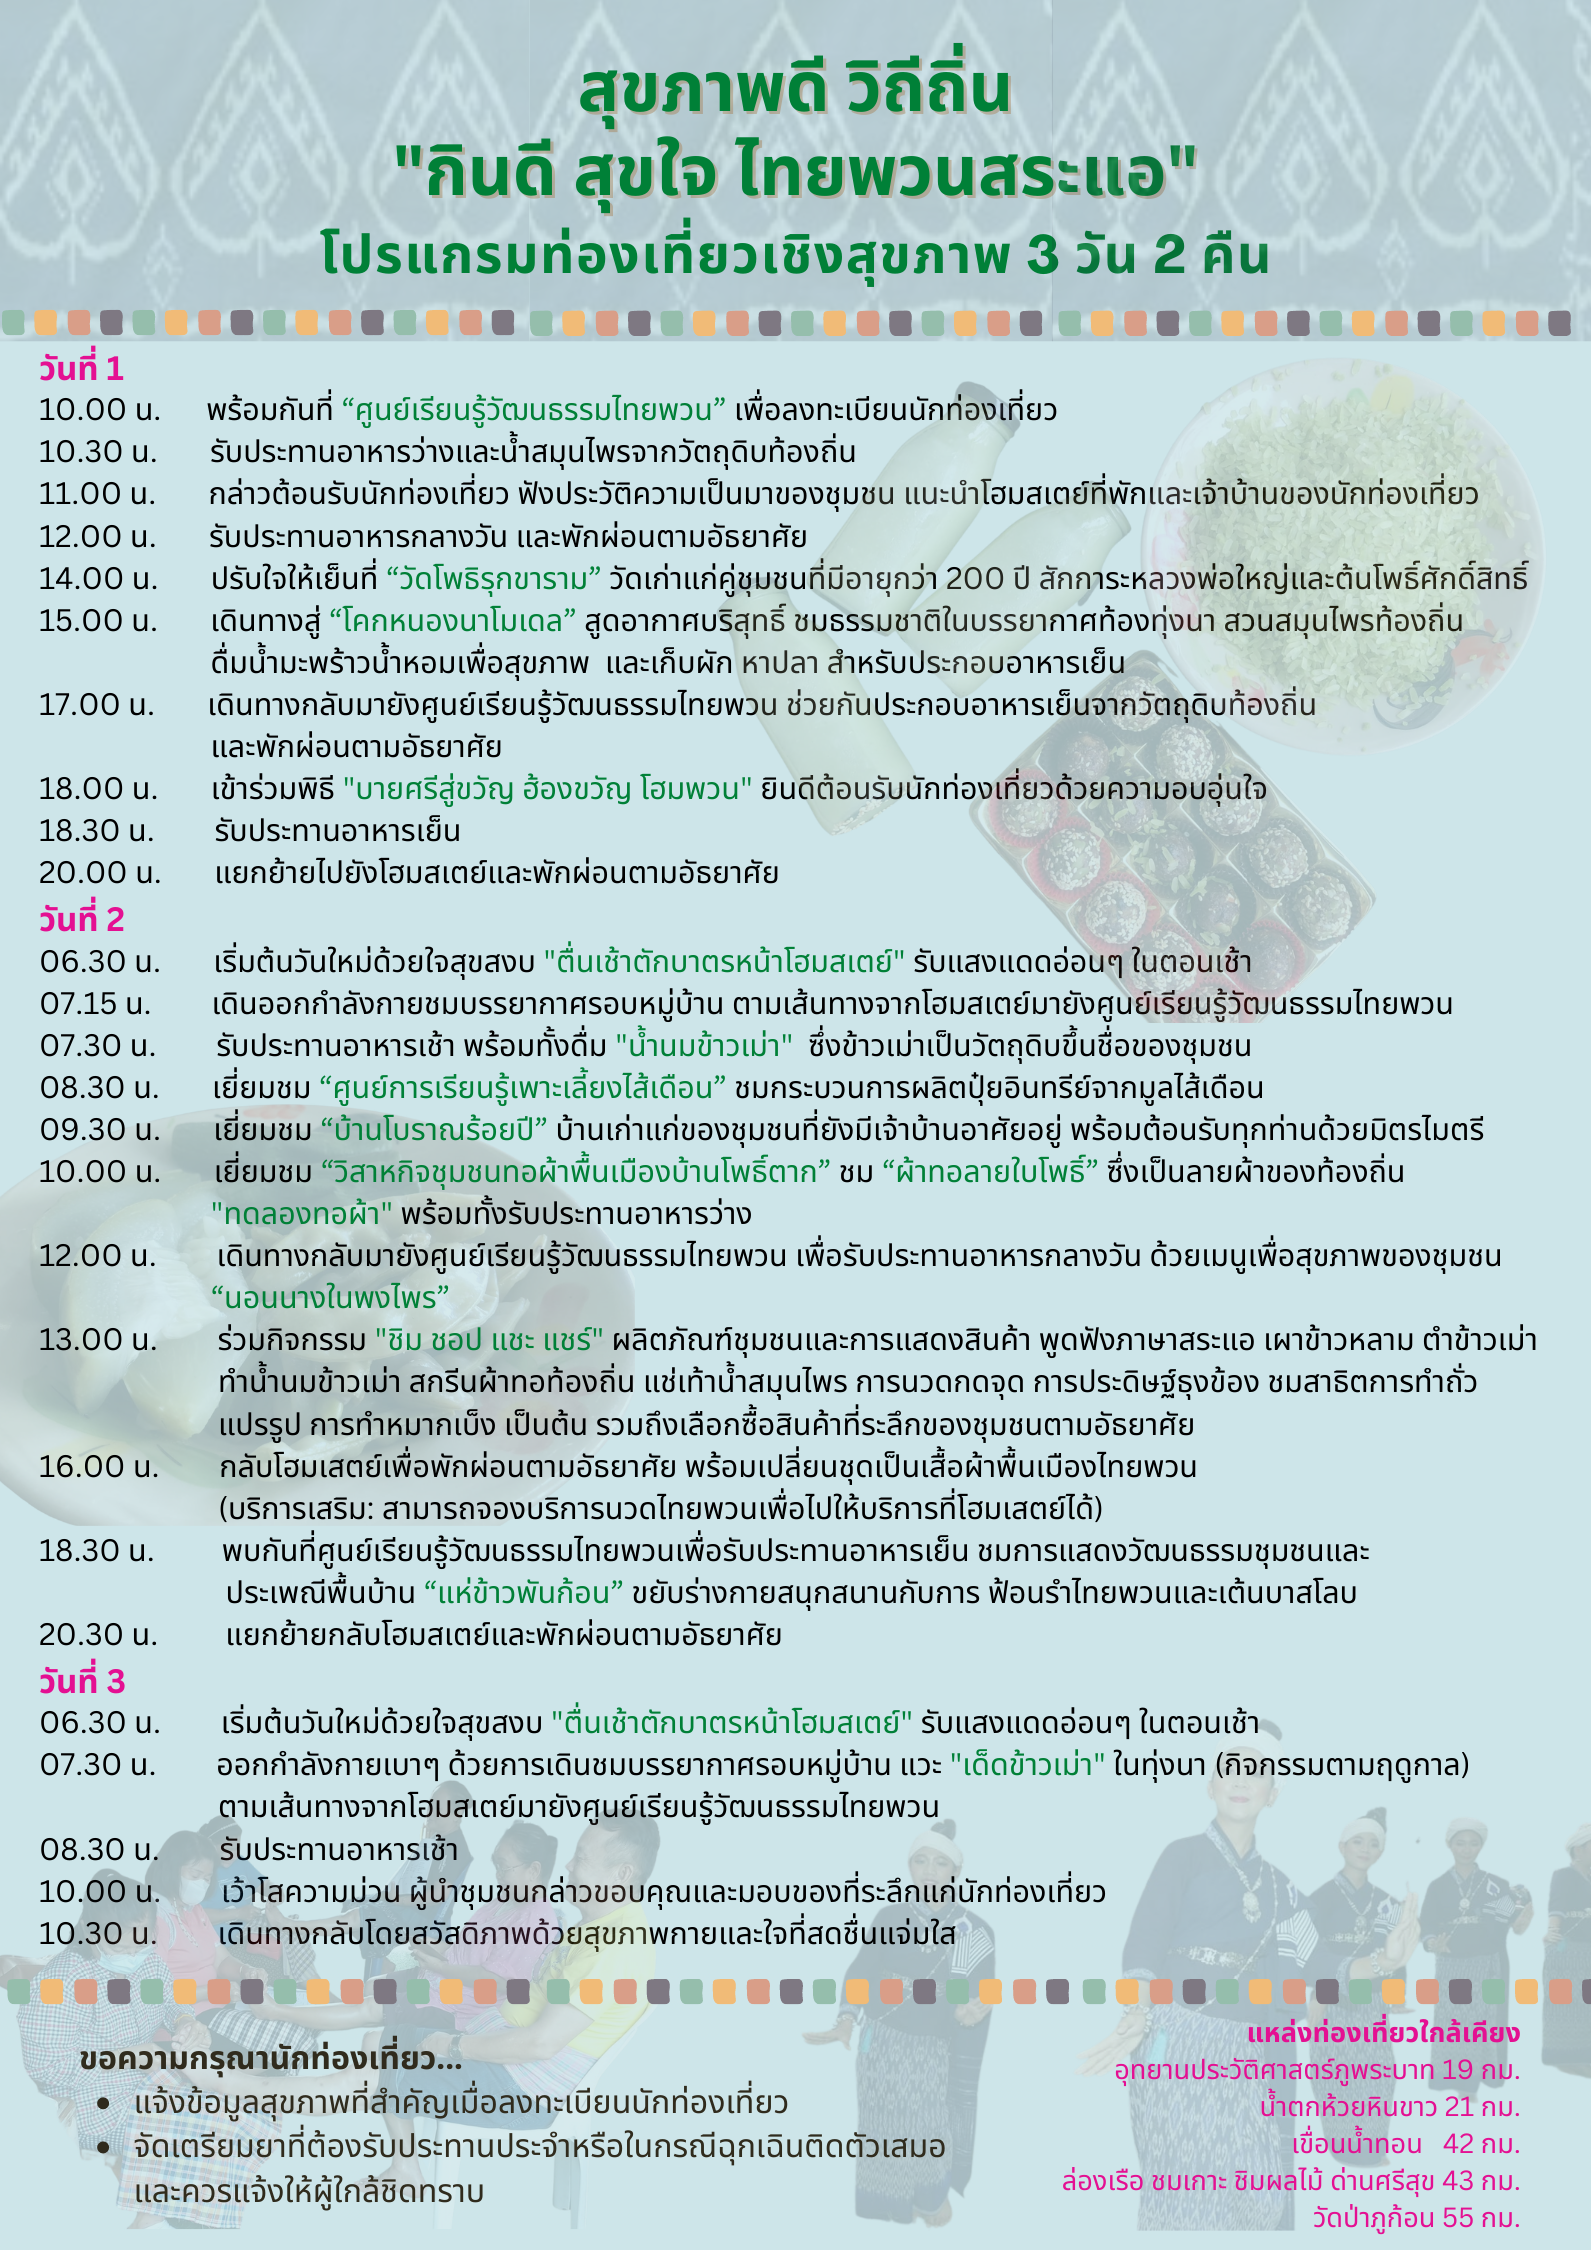 สุขภาพดี วิถีถิ่น
"กินดี สุขใจ ไทยพวนสระแอ"
โปรแกรมท่องเที่ยวเชิงสุขภาพ 3 วัน 2 คืน
วันที่ 1
10.00 น. พร้อมกันที่ “ศูนย์เรียนรู้วัฒนธรรมไทยพวน” เพื่อลงทะเบียนนักท่องเที่ยว
10.30 น. รับประทานอาหารว่างและน้ำสมุนไพรจากวัตถุดิบท้องถิ่น
11.00 น. กล่าวต้อนรับนักท่องเที่ยว ฟังประวัติความเป็นมาของชุมชน แนะนำโฮมสเตย์ที่พักและเจ้าบ้านของนักท่องเที่ยว
12.00 น. รับประทานอาหารกลางวัน และพักผ่อนตามอัธยาศัย
14.00 น. ปรับใจให้เย็นที่ “วัดโพธิรุกขาราม” วัดเก่าแก่คู่ชุมชนที่มีอายุกว่า 200 ปี สักการะหลวงพ่อใหญ่และต้นโพธิ์ศักดิ์สิทธิ์
15.00 น. เดินทางสู่ “โคกหนองนาโมเดล” สูดอากาศบริสุทธิ์ ชมธรรมชาติในบรรยากาศท้องทุ่งนา สวนสมุนไพรท้องถิ่น
ดื่มน้ำมะพร้าวน้ำหอมเพื่อสุขภาพ และเก็บผัก หาปลา สำหรับประกอบอาหารเย็น
17.00 น. เดินทางกลับมายังศูนย์เรียนรู้วัฒนธรรมไทยพวน ช่วยกันประกอบอาหารเย็นจากวัตถุดิบท้องถิ่น
และพักผ่อนตามอัธยาศัย
18.00 น. เข้าร่วมพิธี "บายศรีสู่ขวัญ ฮ้องขวัญ โฮมพวน" ยินดีต้อนรับนักท่องเที่ยวด้วยความอบอุ่นใจ
18.30 น. รับประทานอาหารเย็น
20.00 น. แยกย้ายไปยังโฮมสเตย์และพักผ่อนตามอัธยาศัย
วันที่ 2
06.30 น. เริ่มต้นวันใหม่ด้วยใจสุขสงบ "ตื่นเช้าตักบาตรหน้าโฮมสเตย์" รับแสงแดดอ่อนๆ ในตอนเช้า
07.15 น. เดินออกกำลังกายชมบรรยากาศรอบหมู่บ้าน ตามเส้นทางจากโฮมสเตย์มายังศูนย์เรียนรู้วัฒนธรรมไทยพวน
07.30 น. รับประทานอาหารเช้า พร้อมทั้งดื่ม "น้ำนมข้าวเม่า" ซึ่งข้าวเม่าเป็นวัตถุดิบขึ้นชื่อของชุมชน
08.30 น. เยี่ยมชม “ศูนย์การเรียนรู้เพาะเลี้ยงไส้เดือน” ชมกระบวนการผลิตปุ๋ยอินทรีย์จากมูลไส้เดือน
09.30 น. เยี่ยมชม “บ้านโบราณร้อยปี” บ้านเก่าแก่ของชุมชนที่ยังมีเจ้าบ้านอาศัยอยู่ พร้อมต้อนรับทุกท่านด้วยมิตรไมตรี
10.00 น. เยี่ยมชม “วิสาหกิจชุมชนทอผ้าพื้นเมืองบ้านโพธิ์ตาก” ชม “ผ้าทอลายใบโพธิ์” ซึ่งเป็นลายผ้าของท้องถิ่น
"ทดลองทอผ้า" พร้อมทั้งรับประทานอาหารว่าง
12.00 น. เดินทางกลับมายังศูนย์เรียนรู้วัฒนธรรมไทยพวน เพื่อรับประทานอาหารกลางวัน ด้วยเมนูเพื่อสุขภาพของชุมชน
“นอนนางในพงไพร”
13.00 น. ร่วมกิจกรรม "ชิม ชอป แชะ แชร์" ผลิตภัณฑ์ชุมชนและการแสดงสินค้า พูดฟังภาษาสระแอ เผาข้าวหลาม ตำข้าวเม่า
ทำน้ำนมข้าวเม่า สกรีนผ้าทอท้องถิ่น แช่เท้าน้ำสมุนไพร การนวดกดจุด การประดิษฐ์ธุงข้อง ชมสาธิตการทำถั่ว
แปรรูป การทำหมากเบ็ง เป็นต้น รวมถึงเลือกซื้อสินค้าที่ระลึกของชุมชนตามอัธยาศัย
16.00 น. กลับโฮมเสตย์เพื่อพักผ่อนตามอัธยาศัย พร้อมเปลี่ยนชุดเป็นเสื้อผ้าพื้นเมืองไทยพวน
(บริการเสริม: สามารถจองบริการนวดไทยพวนเพื่อไปให้บริการที่โฮมเสตย์ได้)
18.30 น. พบกันที่ศูนย์เรียนรู้วัฒนธรรมไทยพวนเพื่อรับประทานอาหารเย็น ชมการแสดงวัฒนธรรมชุมชนและ
ประเพณีพื้นบ้าน “แห่ข้าวพันก้อน” ขยับร่างกายสนุกสนานกับการ ฟ้อนรำไทยพวนและเต้นบาสโลบ
20.30 น. แยกย้ายกลับโฮมสเตย์และพักผ่อนตามอัธยาศัย
วันที่ 3
06.30 น. เริ่มต้นวันใหม่ด้วยใจสุขสงบ "ตื่นเช้าตักบาตรหน้าโฮมสเตย์" รับแสงแดดอ่อนๆ ในตอนเช้า
07.30 น. ออกกำลังกายเบาๆ ด้วยการเดินชมบรรยากาศรอบหมู่บ้าน แวะ "เด็ดข้าวเม่า" ในทุ่งนา (กิจกรรมตามฤดูกาล)
ตามเส้นทางจากโฮมสเตย์มายังศูนย์เรียนรู้วัฒนธรรมไทยพวน
08.30 น. รับประทานอาหารเช้า
10.00 น. เว้าโสความม่วน ผู้นำชุมชนกล่าวขอบคุณและมอบของที่ระลึกแก่นักท่องเที่ยว
10.30 น. เดินทางกลับโดยสวัสดิภาพด้วยสุขภาพกายและใจที่สดชื่นแจ่มใส
ขอความกรุณานักท่องเที่ยว...
• แจ้งข้อมูลสุขภาพที่สำคัญเมื่อลงทะเบียนนักท่องเที่ยว
• จัดเตรียมยาที่ต้องรับประทานประจำหรือในกรณีฉุกเฉินติดตัวเสมอ
และควรแจ้งให้ผู้ใกล้ชิดทราบ
แหล่งท่องเที่ยวใกล้เคียง
อุทยานประวัติศาสตร์ภูพระบาท 19 กม.
น้ำตกห้วยหินขาว 21 กม.
เขื่อนน้ำทอน 42 กม.
ล่องเรือ ชมเกาะ ชิมผลไม้ ด่านศรีสุข 43 กม.
วัดป่าภูก้อน 55 กม.